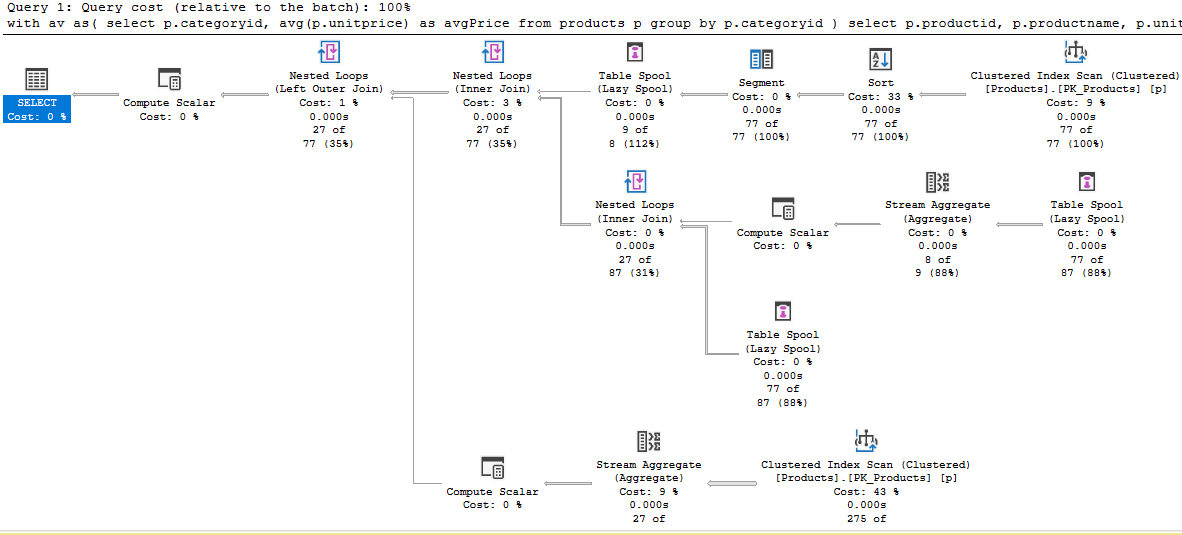 Query 1: Query cost (relative to the batch): 100%
with av as( select p.categoryid, avg(p.unitprice) as avgPrice from products p group by p.categoryid ) select p.productid, p.productname, p.unit
SELECT
Cost: 0 %
Compute Scalar
Cost: 0 %
Nested Loops
(Left Outer Join)
Cost: 1 %
0.000s
27 of
77 (35%)
Nested Loops
(Inner Join)
Cost: 3 %
0.000s
27 of
77 (35%)
Table Spool
(Lazy Spool)
Cost: 0 %
0.000s
9 of
8 (112%)
Segment
Cost: 0 %
0.000s
77 of
77 (100%)
Sort
Cost: 33 %
0.000s
77 of
77 (100%)
Clustered Index Scan (Clustered)
[Products].[PK_Products] [p]
Cost: 9 %
0.000s
77 of
77 (100%)
Nested Loops
(Inner Join)
Cost: 0 %
0.000s
27 of
87 (31%)
Compute Scalar
Cost: 0 %
Stream Aggregate
(Aggregate)
Cost: 0 %
0.000s
8 of
9 (88%)
Table Spool
(Lazy Spool)
Cost: 0 %
0.000s
77 of
87 (88%)
Table Spool
(Lazy Spool)
Cost: 0 %
0.000s
77 of
87 (88%)
Compute Scalar
Cost: 0 %
Stream Aggregate
(Aggregate)
Cost: 9 %
0.000s
27 of
Clustered Index Scan (Clustered)
[Products].[PK_Products] [p]
Cost: 43 %
0.000s
275 of